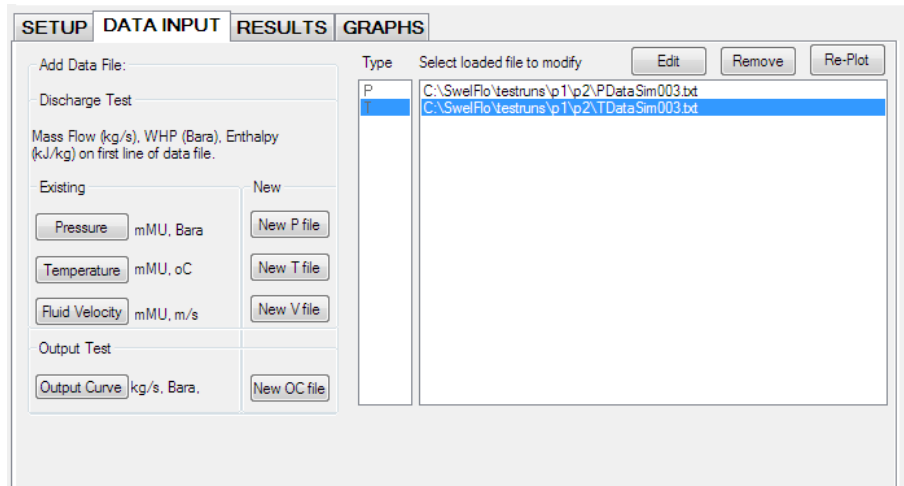 SETUP DATA INPUT RESULTS GRAPHS
Add Data File:
Discharge Test
Mass Flow (kg/s), WHP (Bara), Enthalpy
(kJ/kg) on first line of data file.
Existing New
Pressure mMU, Bara New P file
Temperature mMU, oC New T file
Fluid Velocity mMU, m/s New V file
Output Test
Output Curve kg/s, Bara, New OC file
Type Select loaded file to modify Edit Remove Re-Plot
P C:\SwelFlo\testruns\p1\p2\PDataSim003.txt
T C:\SwelFlo\testruns\p1\p2\TDataSim003.txt